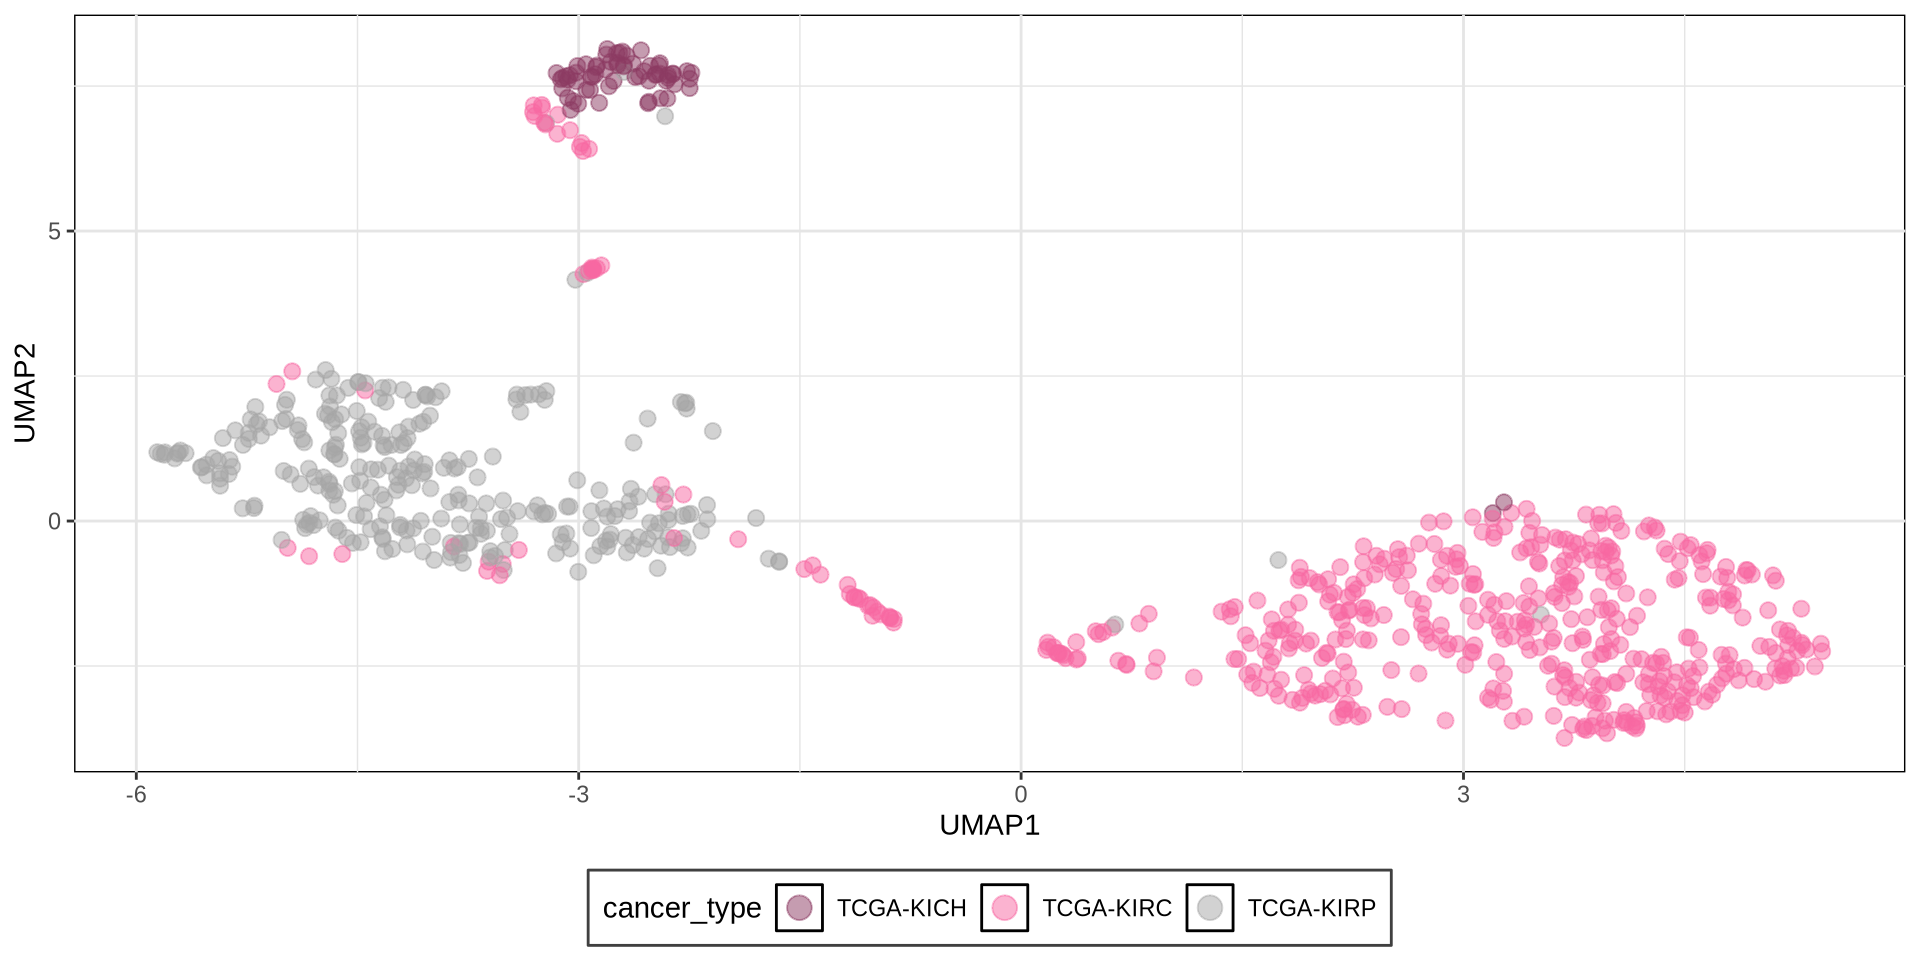 5
0
UMAP2
-6 -3 0 3
UMAP1
cancer_type TCGA-KICH TCGA-KIRC TCGA-KIRP